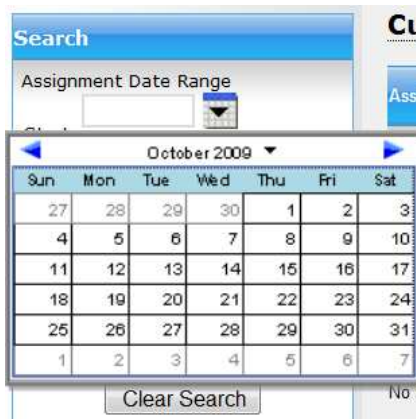 Search
Cu
Assignment Date Range
Ass
October 2009
Sun Mon Tue Wed Thu Fri Sat
27 28 29 30 1 2 3
4 5 6 7 8 9 10
11 12 13 14 15 16 17
18 19 20 21 22 23 24
25 26 27 28 29 30 31
1 2 3 4 5 6 7
Clear Search
No